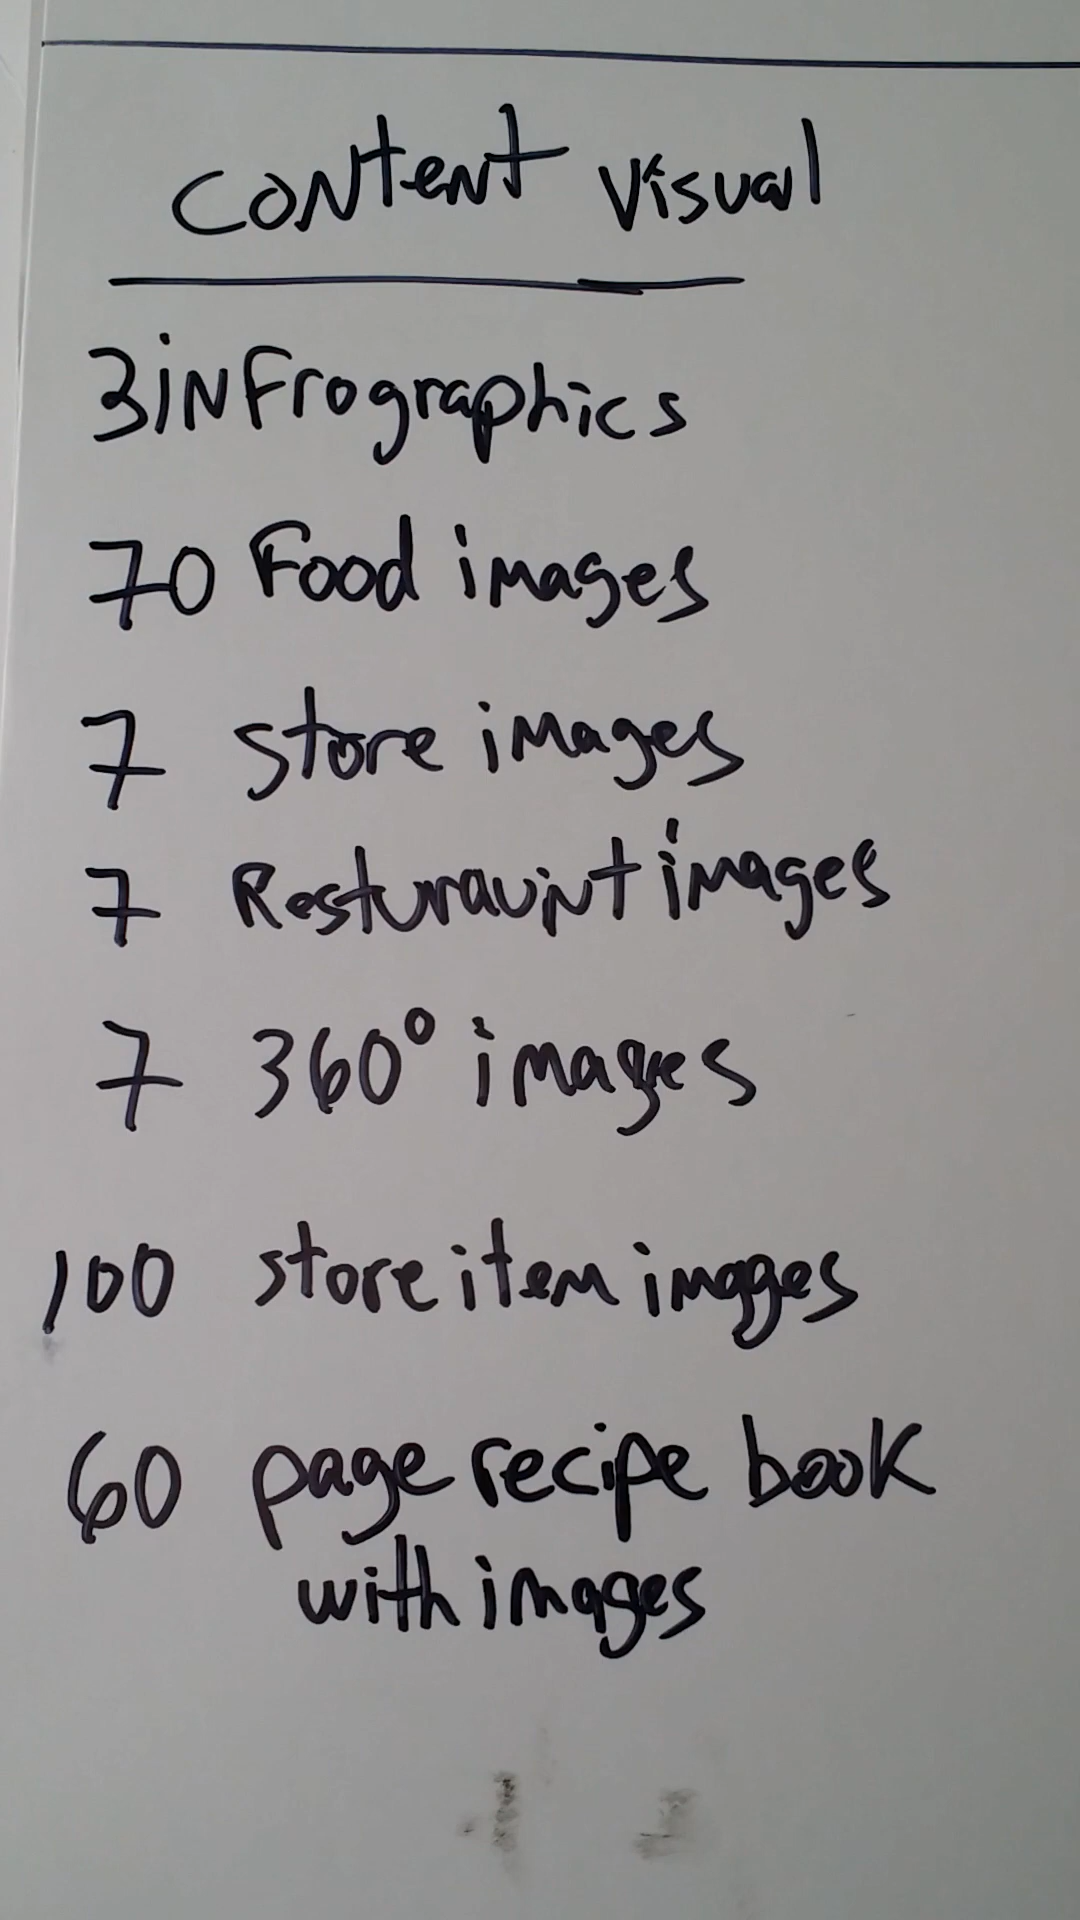 Content Visual
3 infrographics
70 Food images
7 store images
7 Resturauint images
7 360° images
100 store item images
60 page recipe book
with images